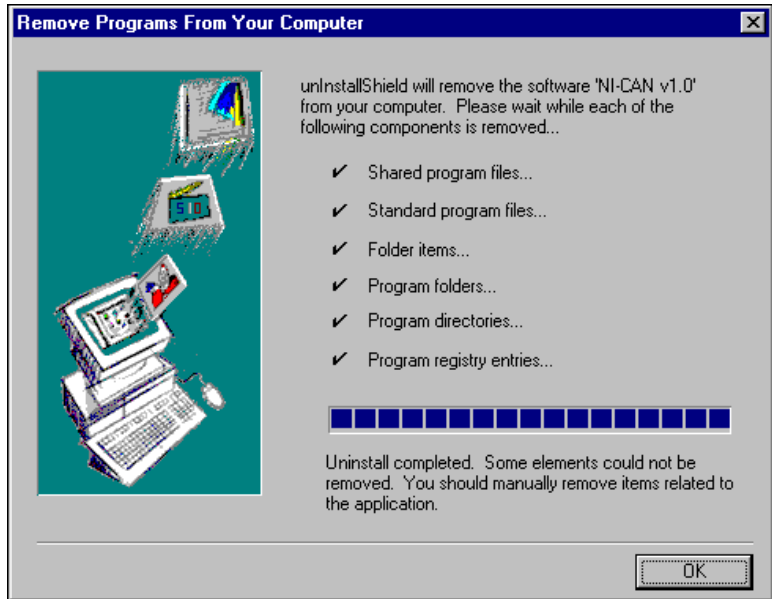 Remove Programs From Your Computer
unInstallShield will remove the software 'NI-CAN v1.0'
from your computer. Please wait while each of the
following components is removed...
✔ Shared program files...
✔ Standard program files...
✔ Folder items...
✔ Program folders...
✔ Program directories...
✔ Program registry entries...
Uninstall completed. Some elements could not be
removed. You should manually remove items related to
the application.
OK